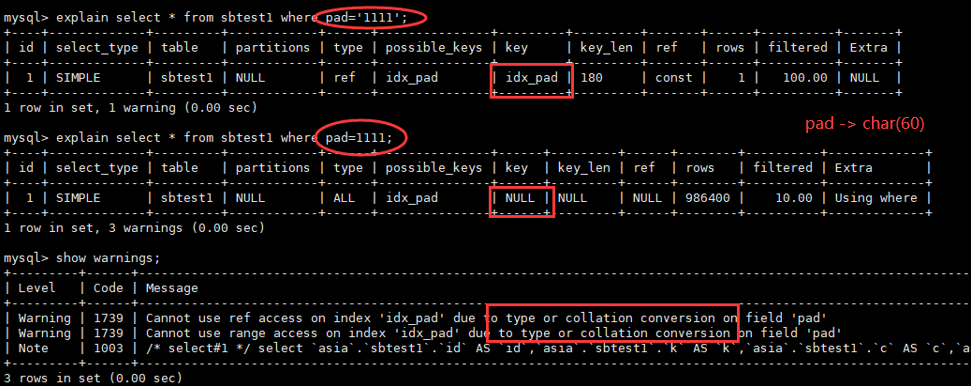 mysql> explain select * from sbtest1 where pad='1111';
+----+-------------+---------+------------+------+---------------+---------+---------+-------+------+----------+-------+
| id | select_type | table   | partitions | type | possible_keys | key     | key_len | ref   | rows | filtered | Extra |
+----+-------------+---------+------------+------+---------------+---------+---------+-------+------+----------+-------+
|  1 | SIMPLE      | sbtest1 | NULL       | ref  | idx_pad       | idx_pad | 180     | const |    1 |   100.00 | NULL  |
+----+-------------+---------+------------+------+---------------+---------+---------+-------+------+----------+-------+
1 row in set, 1 warning (0.00 sec)
mysql> explain select * from sbtest1 where pad=1111;
pad -> char(60)
+----+-------------+---------+------------+------+---------------+------+---------+------+--------+----------+-------------+
| id | select_type | table   | partitions | type | possible_keys | key  | key_len | ref  | rows   | filtered | Extra       |
+----+-------------+---------+------------+------+---------------+------+---------+------+--------+----------+-------------+
|  1 | SIMPLE      | sbtest1 | NULL       | ALL  | idx_pad       | NULL | NULL    | NULL | 986400 |    10.00 | Using where |
+----+-------------+---------+------------+------+---------------+------+---------+------+--------+----------+-------------+
1 row in set, 3 warnings (0.00 sec)
mysql> show warnings;
+---------+------+---------------------------------------------------------------
| Level   | Code | Message
+---------+------+---------------------------------------------------------------
| Warning | 1739 | Cannot use ref access on index 'idx_pad' due to type or collation conversion on field 'pad'
| Warning | 1739 | Cannot use range access on index 'idx_pad' due to type or collation conversion on field 'pad'
| Note    | 1003 | /* select#1 */ select `asia`.`sbtest1`.`id` AS `id`,`asia`.`sbtest1`.`k` AS `k`,`asia`.`sbtest1`.`c` AS `c`,`a
+---------+------+---------------------------------------------------------------
3 rows in set (0.00 sec)